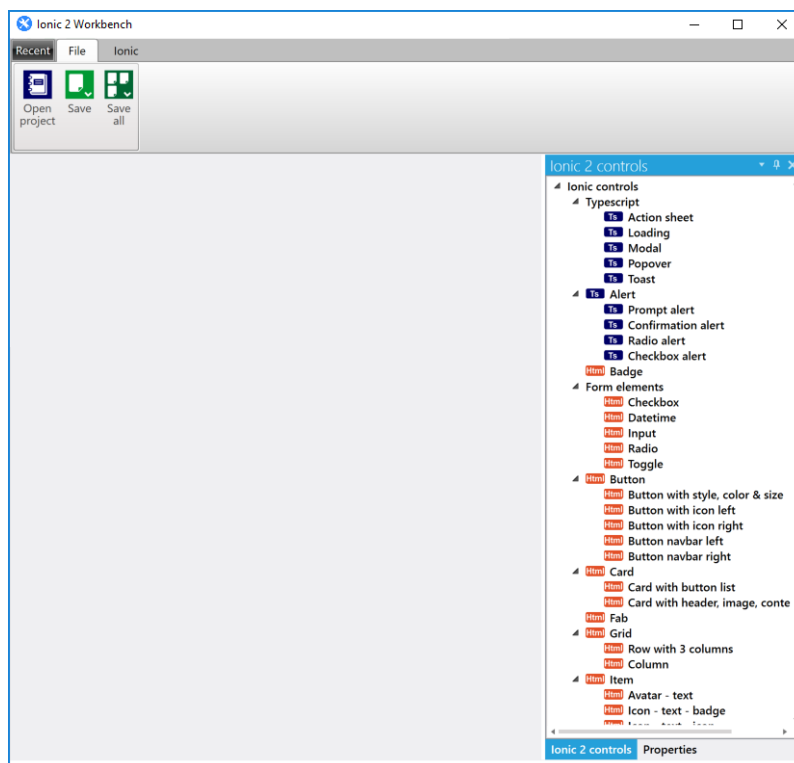 Ionic 2 Workbench
Recent File Ionic
Open project
Save
Save all
Ionic 2 controls
Ionic controls
Typescript
Ts Action sheet
Ts Loading
Ts Modal
Ts Popover
Ts Toast
Ts Alert
Ts Prompt alert
Ts Confirmation alert
Ts Radio alert
Ts Checkbox alert
Html Badge
Form elements
Html Checkbox
Html Datetime
Html Input
Html Radio
Html Toggle
Html Button
Html Button with style, color & size
Html Button with icon left
Html Button with icon right
Html Button navbar left
Html Button navbar right
Html Card
Html Card with button list
Html Card with header, image, conte
Html Fab
Html Grid
Html Row with 3 columns
Html Column
Html Item
Html Avatar - text
Html Icon - text - badge
Ionic 2 controls Properties